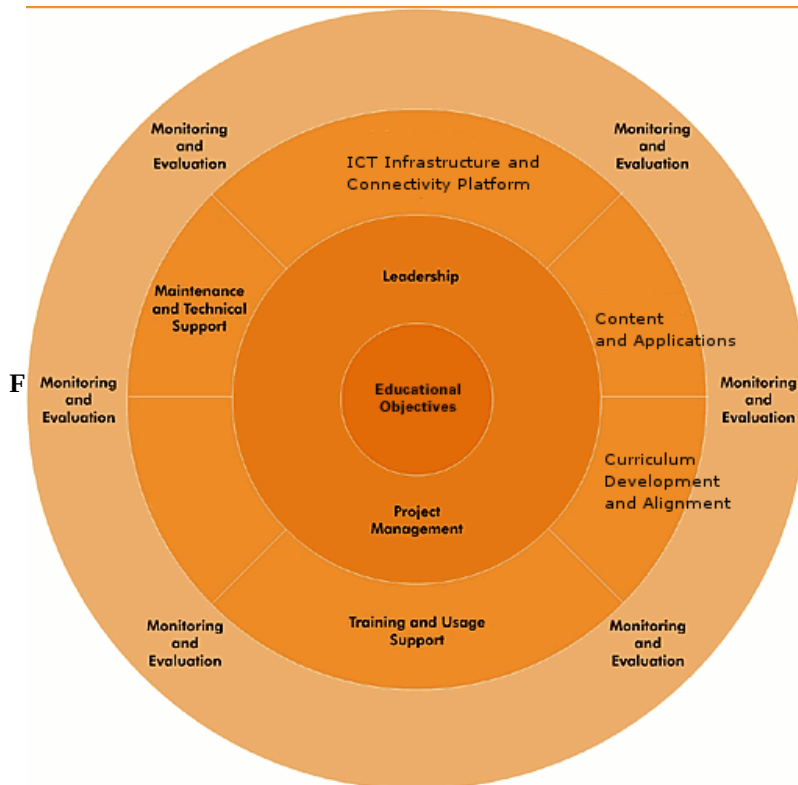 Monitoring
and
Evaluation
Monitoring
and
Evaluation
ICT Infrastructure and
Connectivity Platform
Leadership
Maintenance
and Technical
Support
Content
and Applications
F
Monitoring
and
Evaluation
Educational
Objectives
Monitoring
and
Evaluation
Curriculum
Development
and Alignment
Project
Management
Monitoring
and
Evaluation
Training and Usage
Support
Monitoring
and
Evaluation